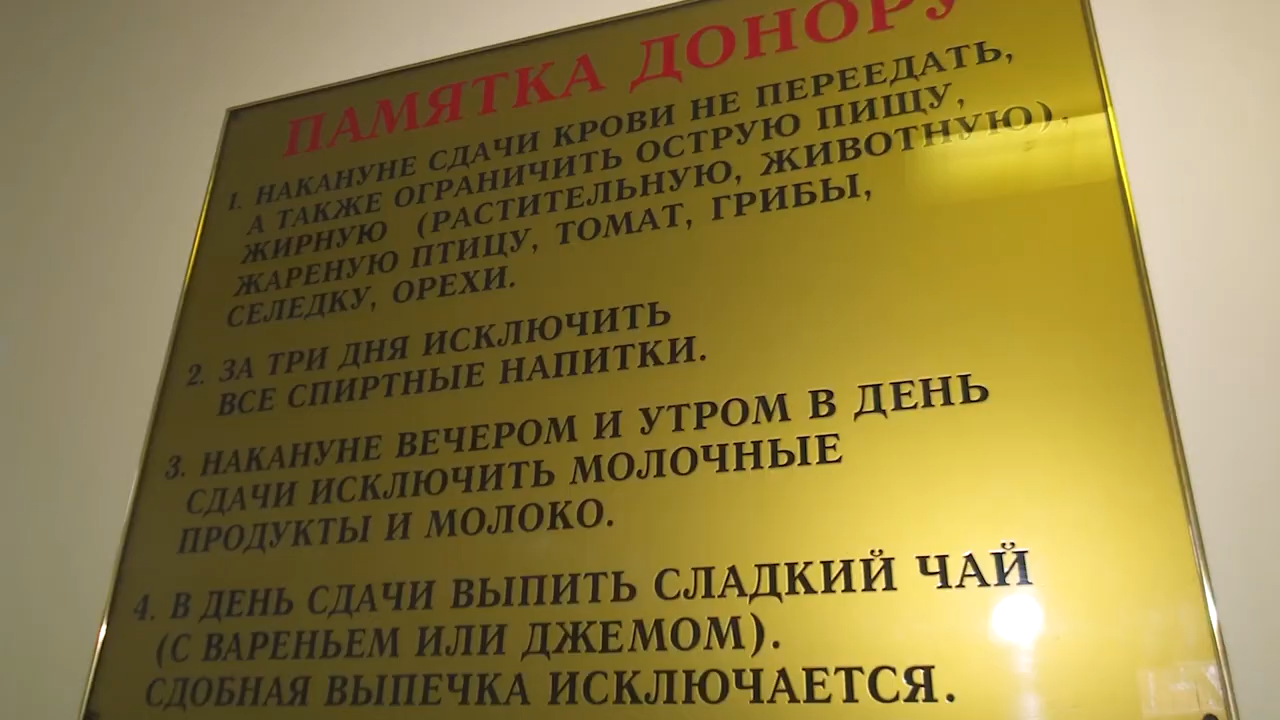 ПАМЯТКА ДОНОРУ
1. НАКАНУНЕ СДАЧИ КРОВИ НЕ ПЕРЕЕДАТЬ,
А ТАКЖЕ ОГРАНИЧИТЬ ОСТРУЮ ПИЩУ,
ЖИРНУЮ (РАСТИТЕЛЬНУЮ, ЖИВОТНУЮ),
ЖАРЕНУЮ ПТИЦУ, ТОМАТ, ГРИБЫ,
СЕЛЕДКУ, ОРЕХИ.
2. ЗА ТРИ ДНЯ ИСКЛЮЧИТЬ
ВСЕ СПИРТНЫЕ НАПИТКИ.
3. НАКАНУНЕ ВЕЧЕРОМ И УТРОМ В ДЕНЬ
СДАЧИ ИСКЛЮЧИТЬ МОЛОЧНЫЕ
ПРОДУКТЫ И МОЛОКО.
4. В ДЕНЬ СДАЧИ ВЫПИТЬ СЛАДКИЙ ЧАЙ
(С ВАРЕНЬЕМ ИЛИ ДЖЕМОМ).
СДОБНАЯ ВЫПЕЧКА ИСКЛЮЧАЕТСЯ.